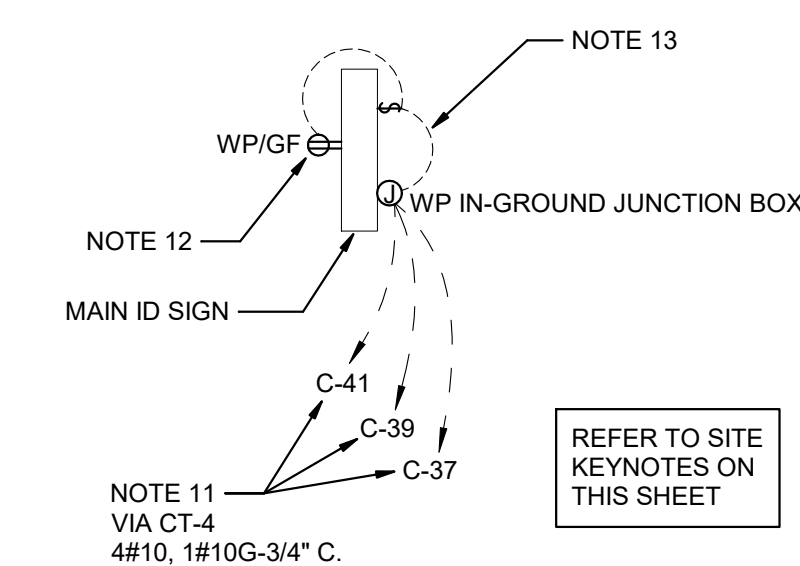 NOTE 13
S
WP/GF
J
WP IN-GROUND JUNCTION BOX
NOTE 12
MAIN ID SIGN
C-41
C-39
C-37
NOTE 11
VIA CT-4
4#10, 1#10G-3/4" C.
REFER TO SITE
KEYNOTES ON
THIS SHEET